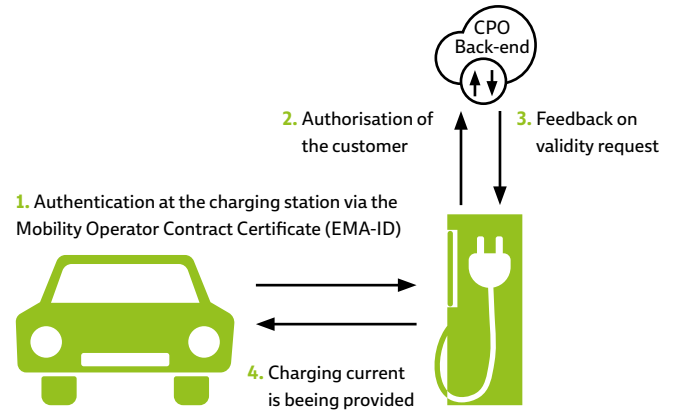 CPO
Back-end
2. Authorisation of
the customer
3. Feedback on
validity request
1. Authentication at the charging station via the
Mobility Operator Contract Certificate (EMA-ID)
4. Charging current
is beeing provided